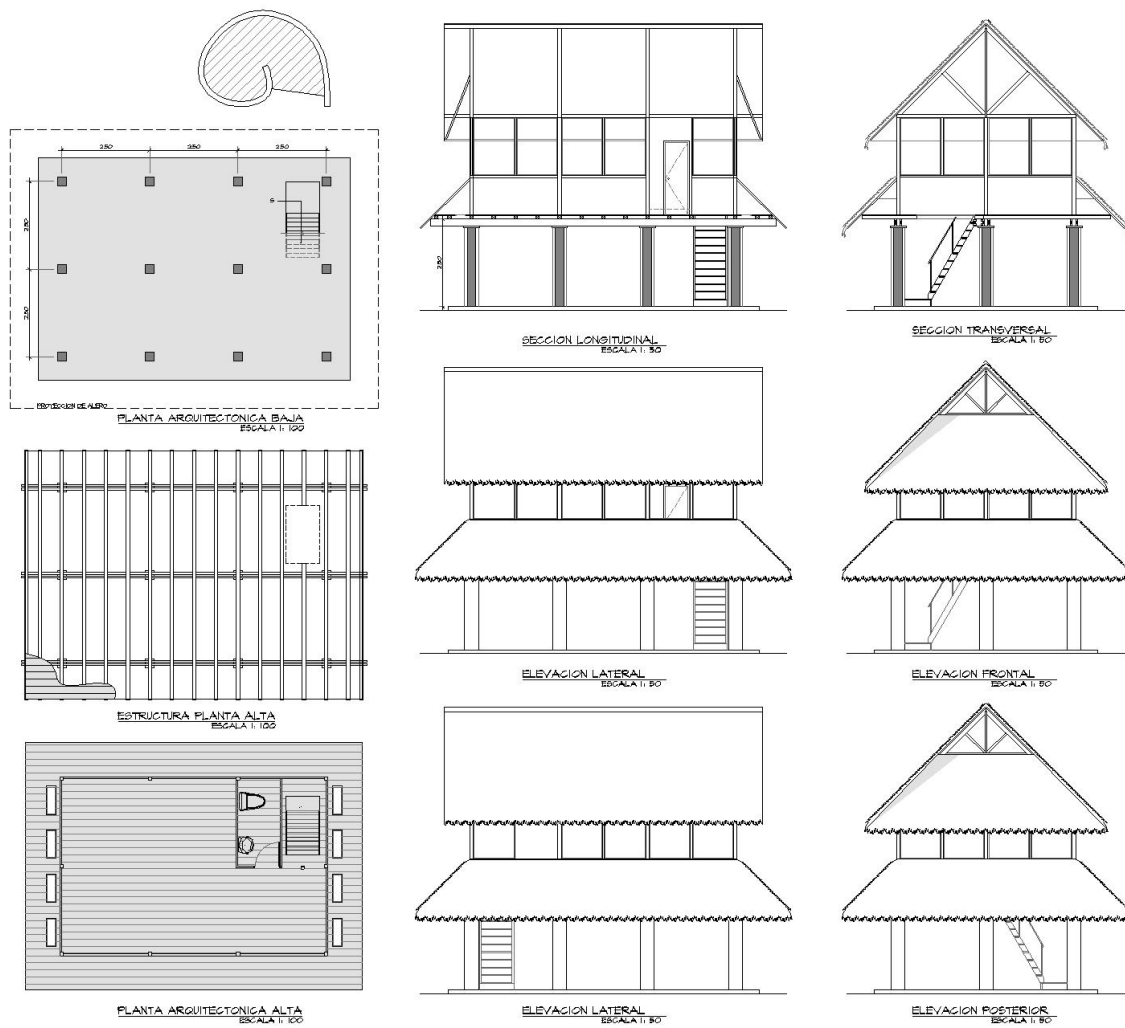 250 250 250
S
250
250
PROTECCION DE ALERO
PLANTA ARQUITECTONICA BAJA
ESCALA 1: 100
ESTRUCTURA PLANTA ALTA
ESCALA 1: 100
PLANTA ARQUITECTONICA ALTA
ESCALA 1: 100
250
SECCION LONGITUDINAL
ESCALA 1: 50
ELEVACION LATERAL
ESCALA 1: 50
ELEVACION LATERAL
ESCALA 1: 50
SECCION TRANSVERSAL
ESCALA 1: 50
ELEVACION FRONTAL
ESCALA 1: 50
ELEVACION POSTERIOR
ESCALA 1: 50